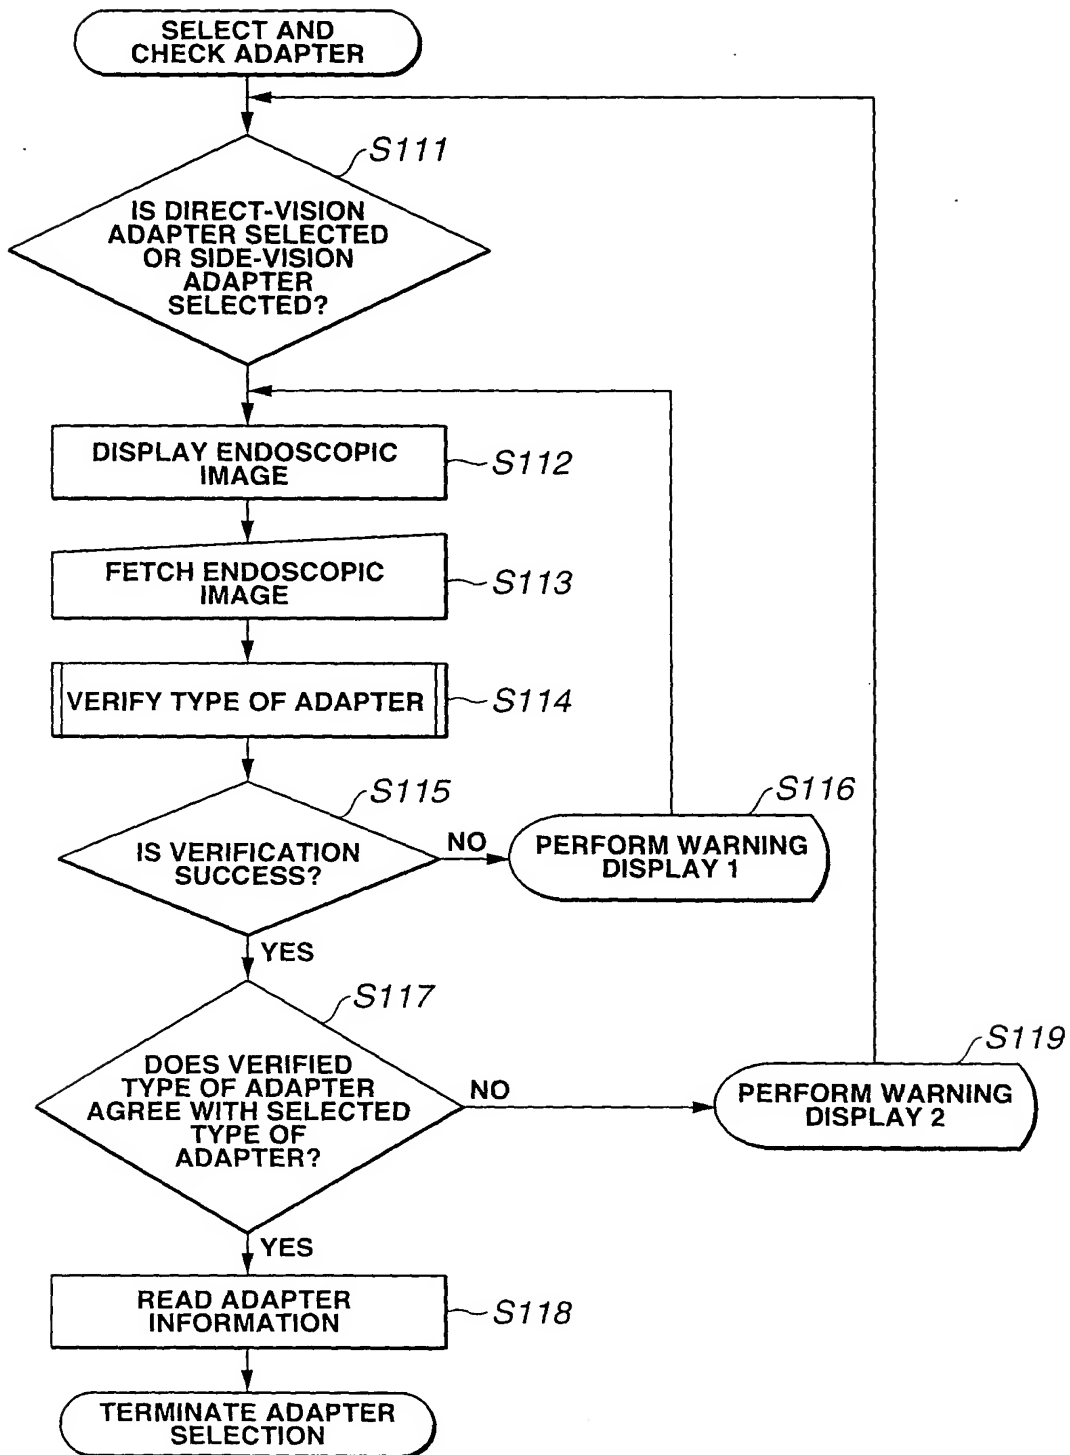 SELECT AND
CHECK ADAPTER
S111
IS DIRECT-VISION
ADAPTER SELECTED
OR SIDE-VISION
ADAPTER
SELECTED?
DISPLAY ENDOSCOPIC
IMAGE
S112
FETCH ENDOSCOPIC
IMAGE
S113
VERIFY TYPE OF ADAPTER
S114
S115
IS VERIFICATION
SUCCESS?
NO
S116
PERFORM WARNING
DISPLAY 1
YES
S117
DOES VERIFIED
TYPE OF ADAPTER
AGREE WITH SELECTED
TYPE OF
ADAPTER?
NO
S119
PERFORM WARNING
DISPLAY 2
YES
READ ADAPTER
INFORMATION
S118
TERMINATE ADAPTER
SELECTION